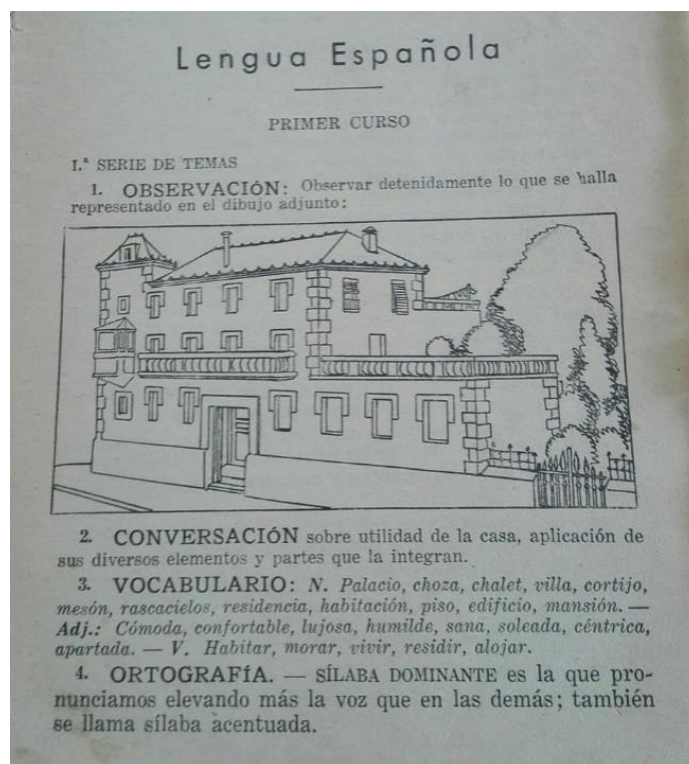 Lengua Española
PRIMER CURSO
1.ª SERIE DE TEMAS
1. OBSERVACIÓN: Observar detenidamente lo que se halla
representado en el dibujo adjunto:
2. CONVERSACIÓN sobre utilidad de la casa, aplicación de
sus diversos elementos y partes que la integran.
3. VOCABULARIO: N. Palacio, choza, chalet, villa, cortijo,
mesón, rascacielos, residencia, habitación, piso, edificio, mansión. —
Adj.: Cómoda, confortable, lujosa, humilde, sana, soleada, céntrica,
apartada. — V. Habitar, morar, vivir, residir, alojar.
4. ORTOGRAFÍA. — SÍLABA DOMINANTE es la que pro-
nunciamos elevando más la voz que en las demás; también
se llama sílaba acentuada.